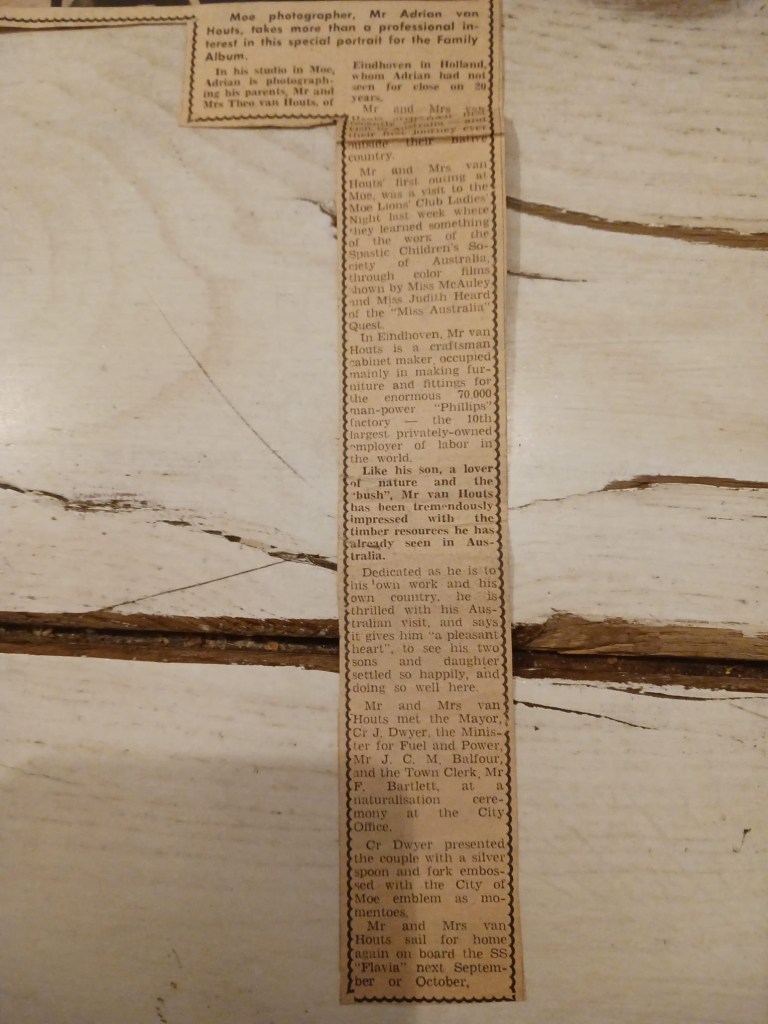 Moe photographer, Mr Adrian van
Houts, takes more than a professional in-
terest in this special portrait for the Family
Album.
In his studio in Moe,
Adrian is photograph-
ing his parents, Mr and
Mrs Theo van Houts, of
Eindhoven in Holland,
whom Adrian had not
seen for close on 20
years.
Mr and Mrs van
their first journey ever
outside their native
country.
Mr and Mrs van
Houts' first outing at
Moe, was a visit to the
Moe Lions' Club Ladies'
Night last week where
they learned something
of the work of the
Spastic Children's So-
ciety of Australia,
through color films
shown by Miss McAuley
and Miss Judith Heard
of the "Miss Australia"
Quest.
In Eindhoven, Mr van
Houts is a craftsman
cabinet maker occupied
mainly in making fur-
niture and fittings for
the enormous 70,000
man-power "Phillips"
factory — the 10th
largest privately-owned
employer of labor in
the world.
Like his son, a lover
of nature and the
"bush", Mr van Houts
has been tremendously
impressed with the
timber resources he has
already seen in Aus-
tralia.
Dedicated as he is to
his own work and his
own country, he is
thrilled with his Aus-
tralian visit, and says
it gives him "a pleasant
heart", to see his two
sons and daughter
settled so happily, and
doing so well here.
Mr and Mrs van
Houts met the Mayor,
Cr J. Dwyer, the Minis-
ter for Fuel and Power,
Mr J. C. M. Balfour,
and the Town Clerk, Mr
F. Bartlett, at a
naturalisation cere-
mony at the City
Office.
Cr Dwyer presented
the couple with a silver
spoon and fork embos-
sed with the City of
Moe emblem as mo-
mentoes.
Mr and Mrs van
Houts sail for home
again on board the SS
"Flavia" next Septem-
ber or October,